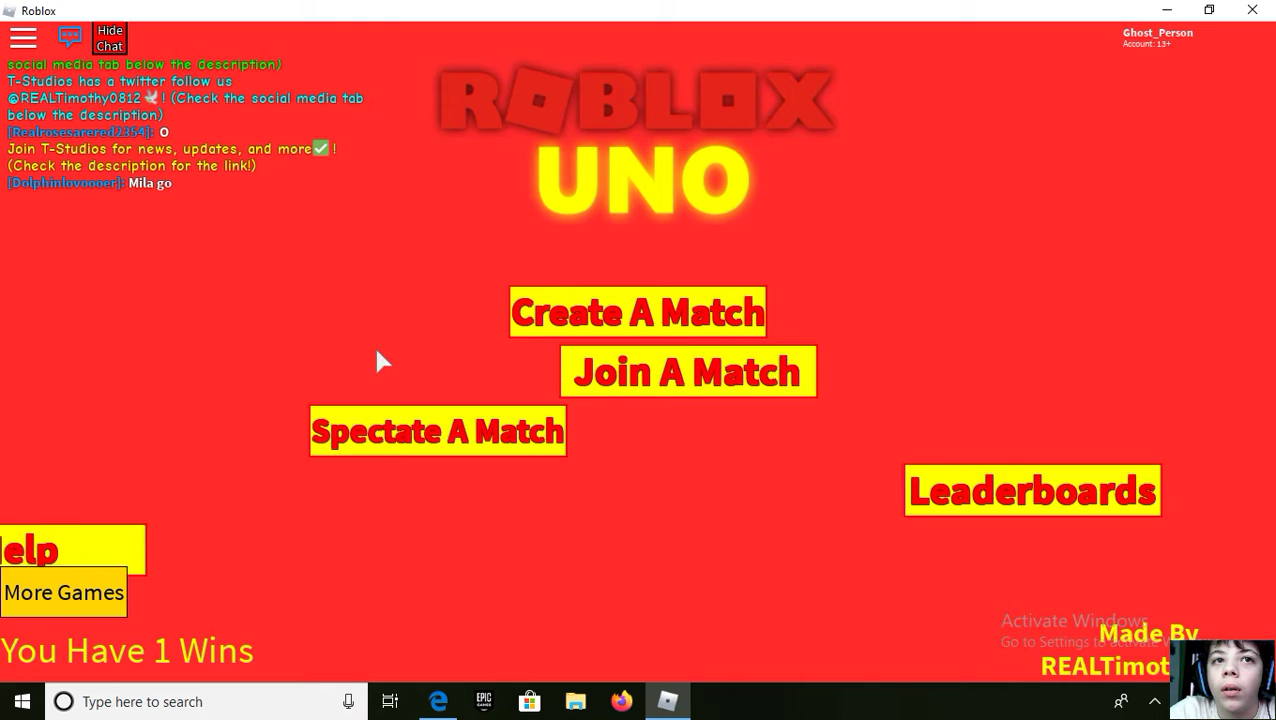 Roblox
Hide
Chat
Ghost_Person
Account: 13+
social media tab below the description)
T-Studios has a twitter follow us
@REALTimothy0812🕊! (Check the social media tab
below the description)
[Realrosesarered2354]: O
Join T-Studios for news, updates, and more✅!
(Check the description for the link!)
[Dolphinlovoooer]: Mila go
ROBLOX
UNO
Create A Match
Join A Match
Spectate A Match
Leaderboards
elp
More Games
You Have 1 Wins
Activate Windows
Go to Settings to activate
Made By
REALTimot
EPIC
GAMES
Type here to search